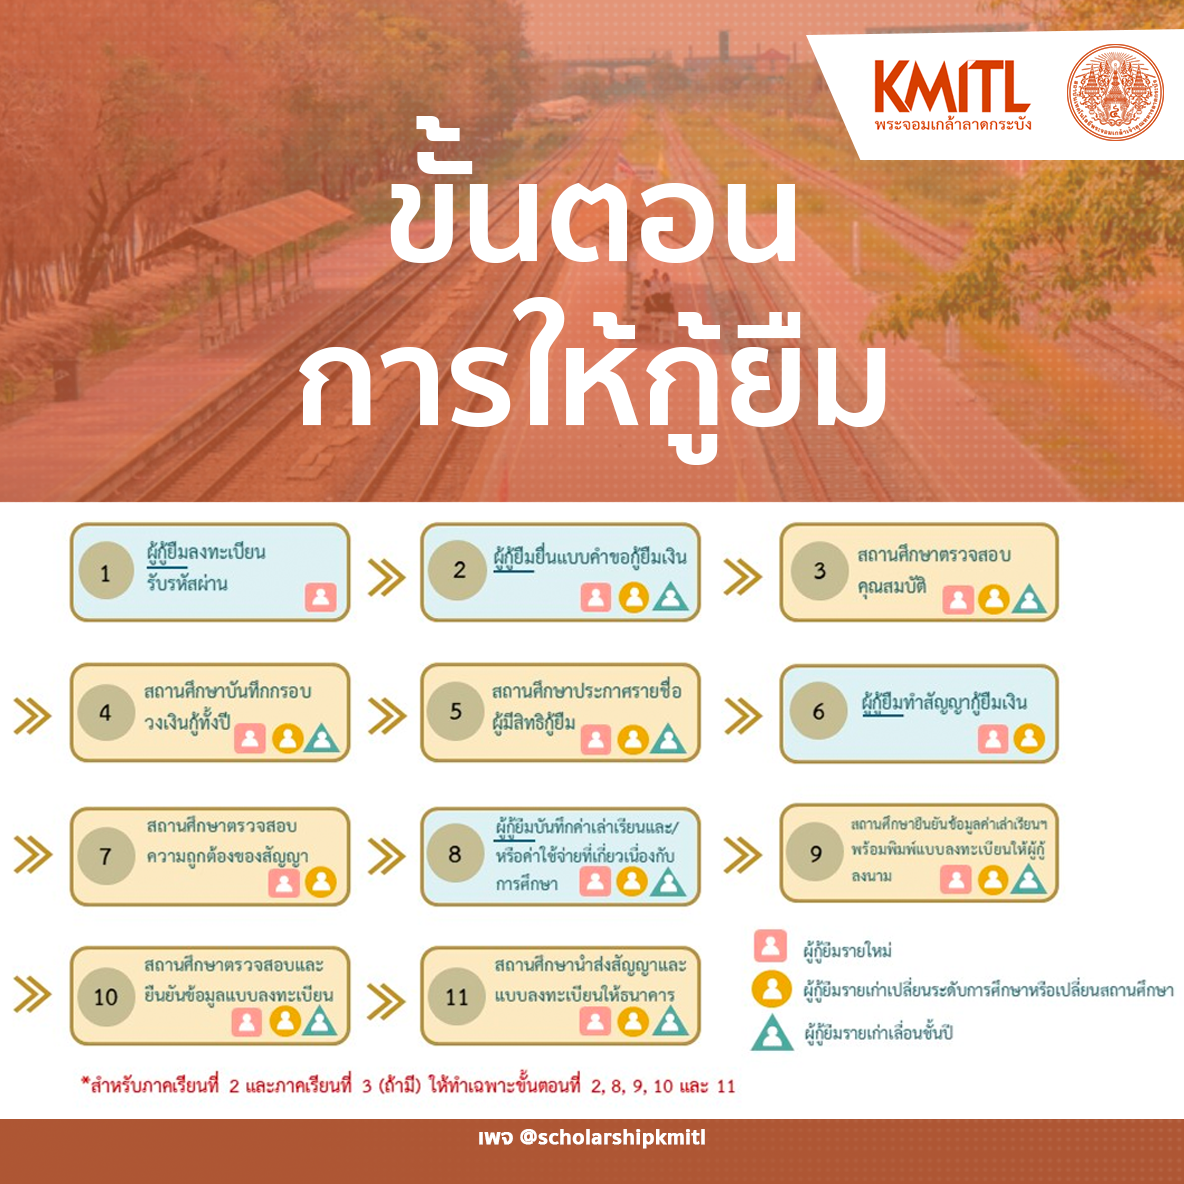 KMITL
พระจอมเกล้าลาดกระบัง
ขั้นตอน
การให้กู้ยืม
1
ผู้กู้ยืมลงทะเบียน
รับรหัสผ่าน
2
ผู้กู้ยืมยื่นแบบคำขอกู้ยืมเงิน
3
สถานศึกษาตรวจสอบ
คุณสมบัติ
4
สถานศึกษาบันทึกกรอบ
วงเงินกู้ทั้งปี
5
สถานศึกษาประกาศรายชื่อ
ผู้มีสิทธิกู้ยืม
6
ผู้กู้ยืมทำสัญญากู้ยืมเงิน
7
สถานศึกษาตรวจสอบ
ความถูกต้องของสัญญา
8
ผู้กู้ยืมบันทึกค่าเล่าเรียนและ/
หรือค่าใช้จ่ายที่เกี่ยวเนื่องกับ
การศึกษา
9
สถานศึกษายืนยันข้อมูลค่าเล่าเรียนฯ
พร้อมพิมพ์แบบลงทะเบียนให้ผู้กู้
ลงนาม
10
สถานศึกษาตรวจสอบและ
ยืนยันข้อมูลแบบลงทะเบียน
11
สถานศึกษานำส่งสัญญาและ
แบบลงทะเบียนให้ธนาคาร
ผู้กู้ยืมรายใหม่
ผู้กู้ยืมรายเก่าเปลี่ยนระดับการศึกษาหรือเปลี่ยนสถานศึกษา
ผู้กู้ยืมรายเก่าเลื่อนชั้นปี
*สำหรับภาคเรียนที่ 2 และภาคเรียนที่ 3 (ถ้ามี) ให้ทำเฉพาะขั้นตอนที่ 2, 8, 9, 10 และ 11
เพจ @scholarshipkmitl